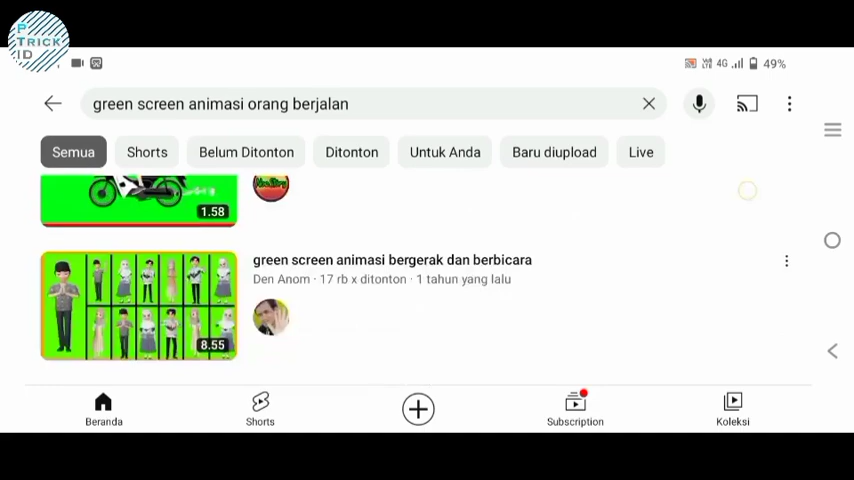 P
TRICK
ID
VoLTE 4G 49%
green screen animasi orang berjalan
Semua Shorts Belum Ditonton Ditonton Untuk Anda Baru diupload Live
1.58
green screen animasi bergerak dan berbicara
Den Anom · 17 rb x ditonton · 1 tahun yang lalu
8.55
Beranda Shorts Subscription Koleksi